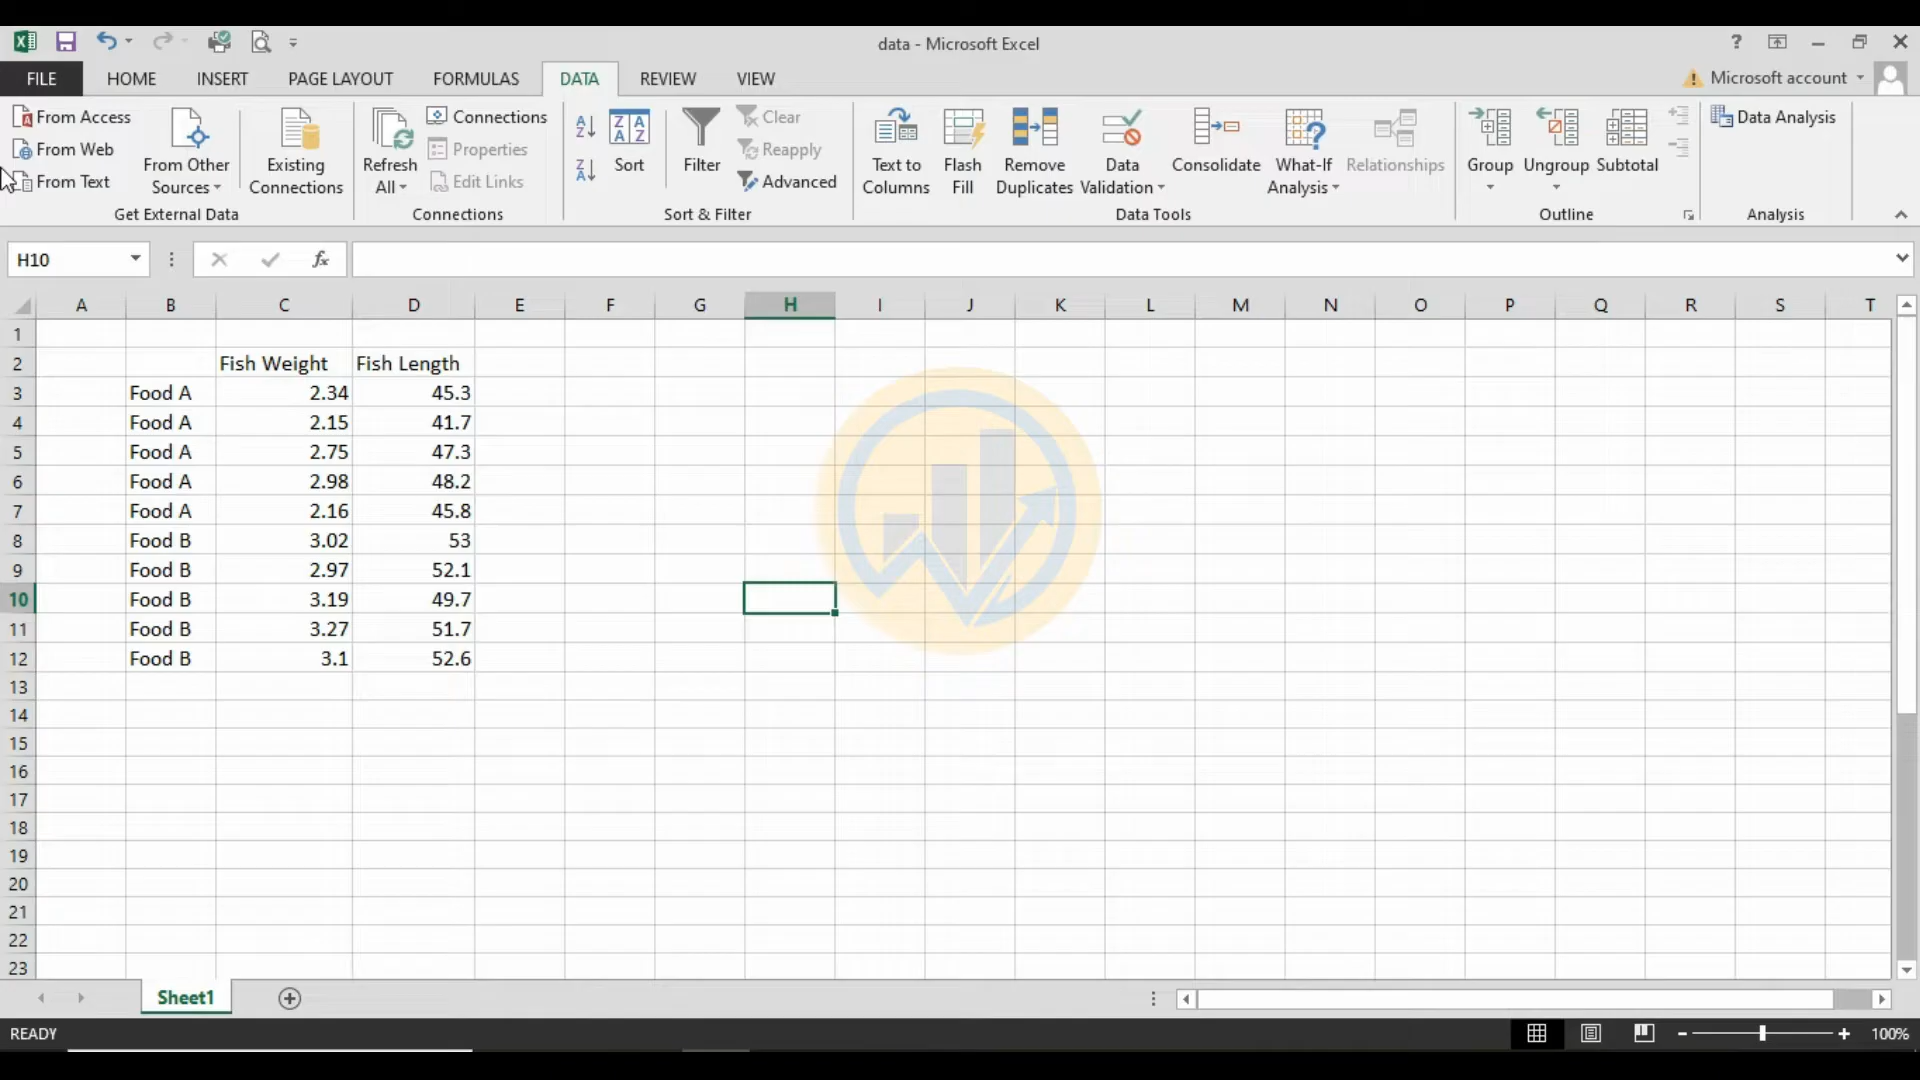 data - Microsoft Excel
?
FILE HOME INSERT PAGE LAYOUT FORMULAS DATA REVIEW VIEW Microsoft account
From Access
From Web
From Text
From Other Sources
Existing Connections
Get External Data
Refresh All
Connections
Properties
Edit Links
Connections
Sort
Filter
Clear
Reapply
Advanced
Sort & Filter
Text to Columns
Flash Fill
Remove Duplicates
Data Validation
Consolidate
What-If Analysis
Relationships
Data Tools
Group
Ungroup
Subtotal
Outline
Data Analysis
Analysis
H10 fx
A B C D E F G H I J K L M N O P Q R S T
1
2 Fish Weight Fish Length
3 Food A 2.34 45.3
4 Food A 2.15 41.7
5 Food A 2.75 47.3
6 Food A 2.98 48.2
7 Food A 2.16 45.8
8 Food B 3.02 53
9 Food B 2.97 52.1
10 Food B 3.19 49.7
11 Food B 3.27 51.7
12 Food B 3.1 52.6
13
14
15
16
17
18
19
20
21
22
23
Sheet1
READY 100%